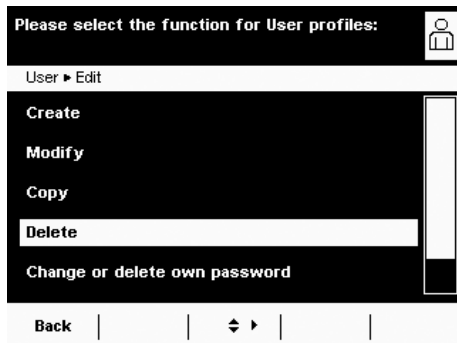 Please select the function for User profiles:
User ▸ Edit
Create
Modify
Copy
Delete
Change or delete own password
Back